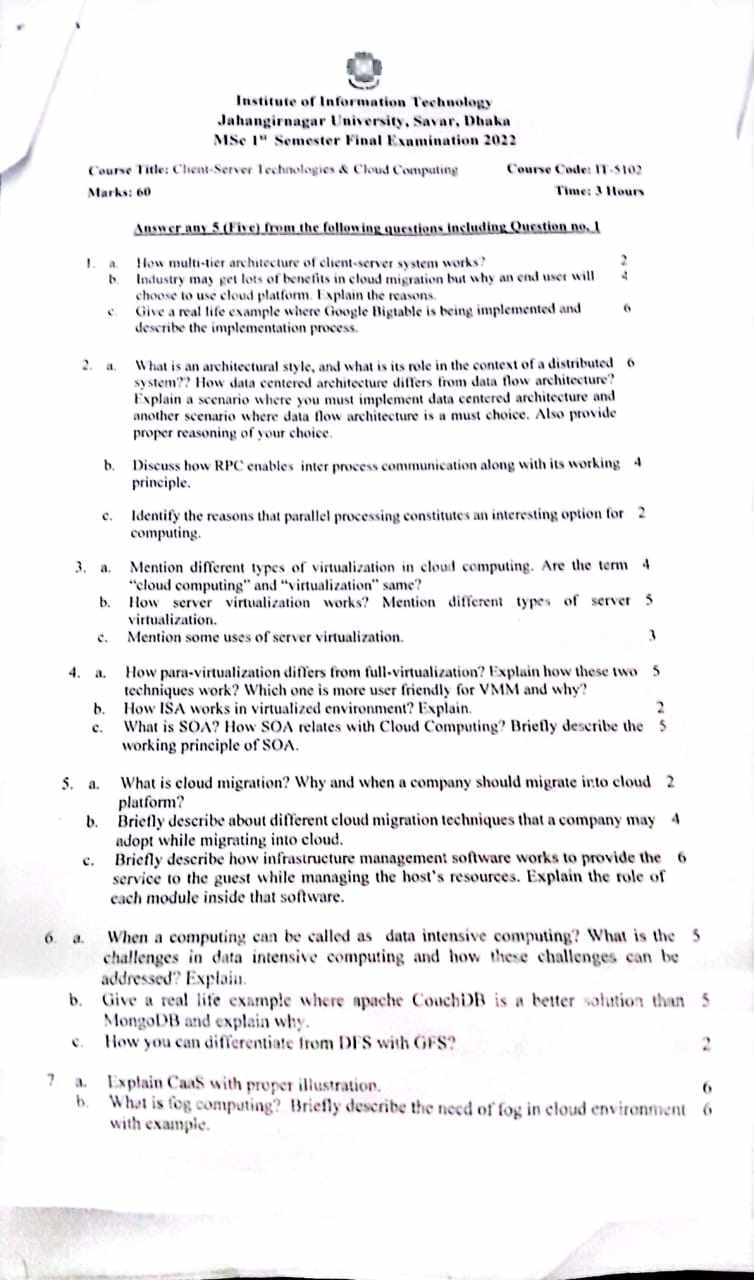 Institute of Information Technology
Jahangirnagar University, Savar, Dhaka
MSc 1st Semester Final Examination 2022
Course Title: Client-Server Technologies & Cloud Computing Course Code: IT-5102
Marks: 60 Time: 3 Hours
Answer any 5 (Five) from the following questions including Question no. 1
1. a. How multi-tier architecture of client-server system works? 2
b. Industry may get lots of benefits in cloud migration but why an end user will 4
choose to use cloud platform. Explain the reasons.
c. Give a real life example where Google Bigtable is being implemented and 6
describe the implementation process.
2. a. What is an architectural style, and what is its role in the context of a distributed 6
system?? How data centered architecture differs from data flow architecture?
Explain a scenario where you must implement data centered architecture and
another scenario where data flow architecture is a must choice. Also provide
proper reasoning of your choice.
b. Discuss how RPC enables inter process communication along with its working 4
principle.
c. Identify the reasons that parallel processing constitutes an interesting option for 2
computing.
3. a. Mention different types of virtualization in cloud computing. Are the term 4
“cloud computing” and “virtualization” same?
b. How server virtualization works? Mention different types of server 5
virtualization.
c. Mention some uses of server virtualization. 3
4. a. How para-virtualization differs from full-virtualization? Explain how these two 5
techniques work? Which one is more user friendly for VMM and why?
b. How ISA works in virtualized environment? Explain. 2
c. What is SOA? How SOA relates with Cloud Computing? Briefly describe the 5
working principle of SOA.
5. a. What is cloud migration? Why and when a company should migrate into cloud 2
platform?
b. Briefly describe about different cloud migration techniques that a company may 4
adopt while migrating into cloud.
c. Briefly describe how infrastructure management software works to provide the 6
service to the guest while managing the host’s resources. Explain the role of
each module inside that software.
6. a. When a computing can be called as data intensive computing? What is the 5
challenges in data intensive computing and how these challenges can be
addressed? Explain.
b. Give a real life example where apache CouchDB is a better solution than 5
MongoDB and explain why.
c. How you can differentiate from DFS with GFS? 2
7 a. Explain CaaS with proper illustration. 6
b. What is fog computing? Briefly describe the need of fog in cloud environment 6
with example.